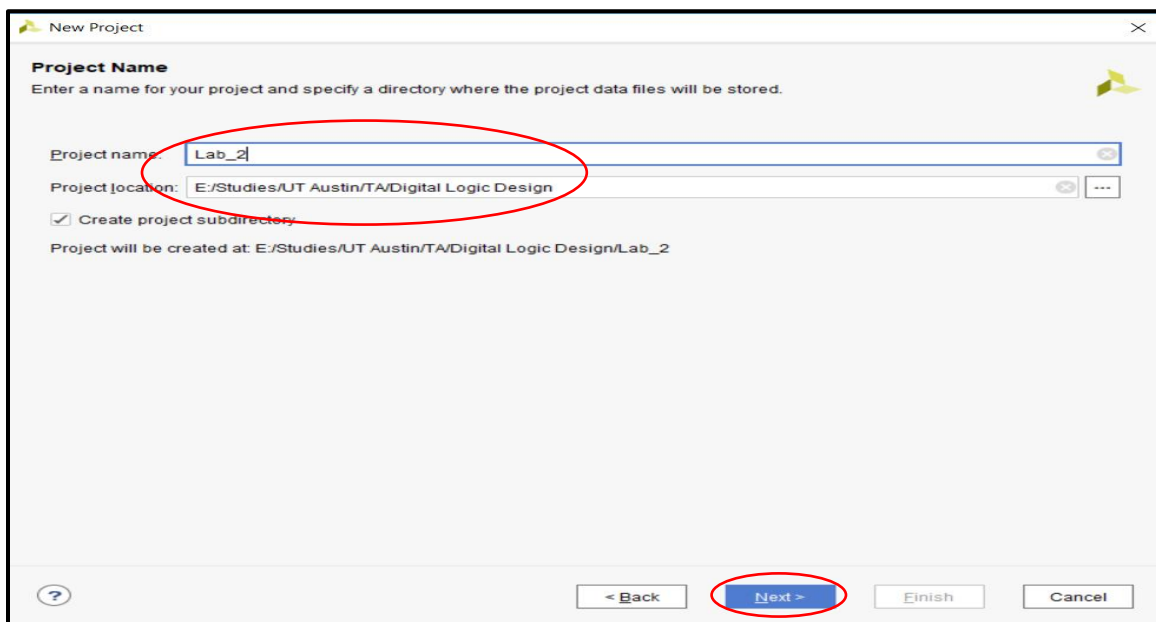 New Project
Project Name
Enter a name for your project and specify a directory where the project data files will be stored.
Project name: Lab_2
Project location: E:/Studies/UT Austin/TA/Digital Logic Design ...
Create project subdirectory
Project will be created at: E:/Studies/UT Austin/TA/Digital Logic Design/Lab_2
? < Back Next > Finish Cancel